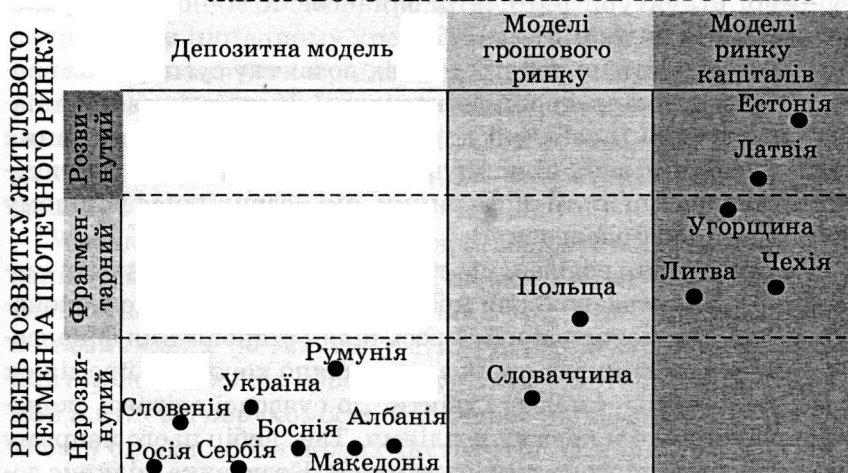 Депозитна модель
Моделі
грошового
ринку
Моделі
ринку
капіталів
РІВЕНЬ РОЗВИТКУ ЖИТЛОВОГО
СЕГМЕНТА ІПОТЕЧНОГО РИНКУ
Розви-
нутий
Естонія
Латвія
Фрагмен-
тарний
Угорщина
Литва
Чехія
Польща
Нерозви-
нутий
Румунія
Україна
Словенія
Словаччина
Албанія
Боснія
Росія
Сербія
Македонія